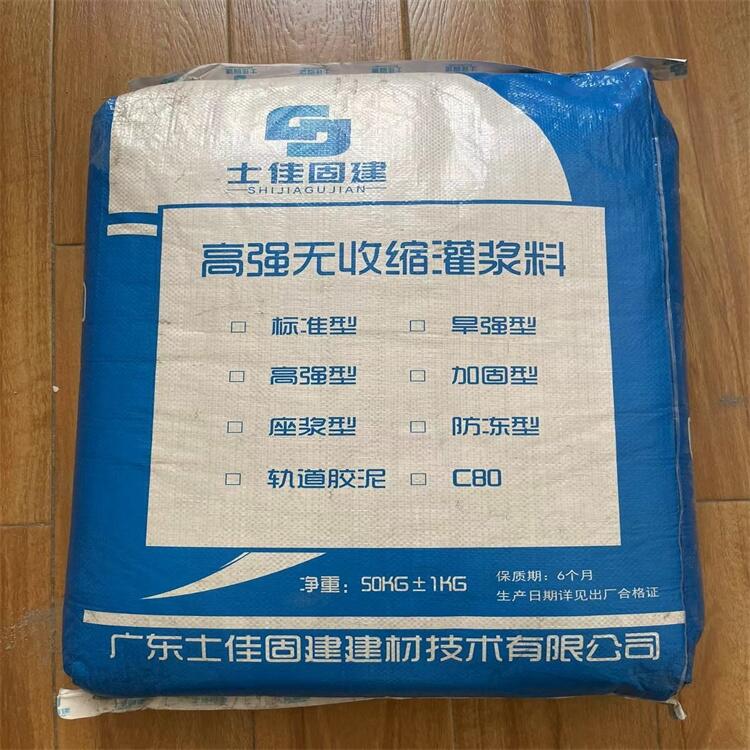 士佳固建
SHIJIAGUJIAN
高强无收缩灌浆料
□ 标准型 □ 旱强型
□ 高强型 □ 加固型
□ 座浆型 □ 防冻型
□ 轨道胶泥 □ C80
净重：50KG±1KG
保质期：6个月
生产日期详见出厂合格证
广东士佳固建建材技术有限公司